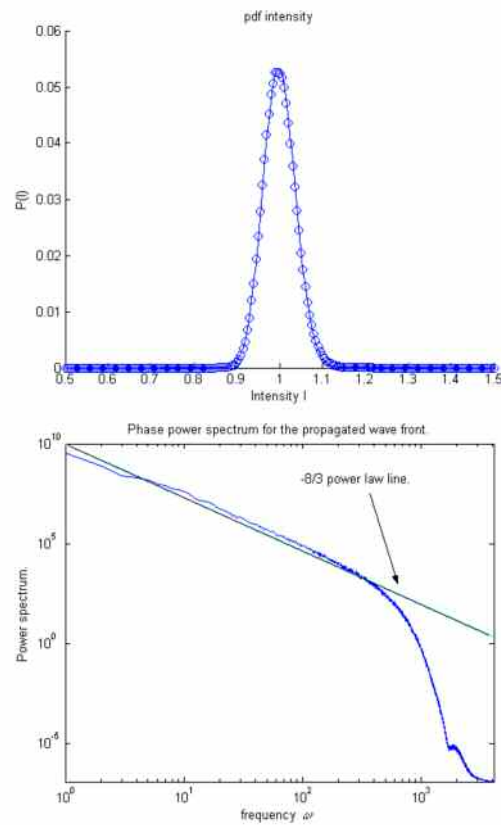 pdf intensity
0.06
0.05
0.04
0.03
0.02
0.01
0
P(I)
0.5 0.6 0.7 0.8 0.9 1 1.1 1.2 1.3 1.4 1.5
Intensity I
Phase power spectrum for the propagated wave front.
10^10
10^5
10^0
10^-5
Power spectrum.
-8/3 power law line.
10^0 10^1 10^2 10^3
frequency ω